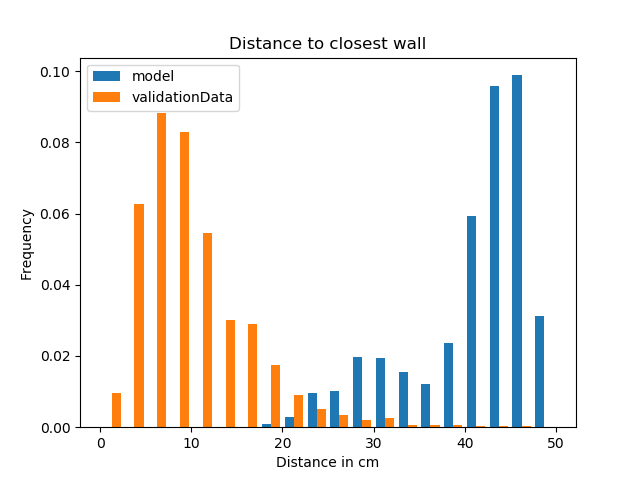 Distance to closest wall
model
validationData
0.10
0.08
0.06
0.04
0.02
0.00
Frequency
0 10 20 30 40 50
Distance in cm